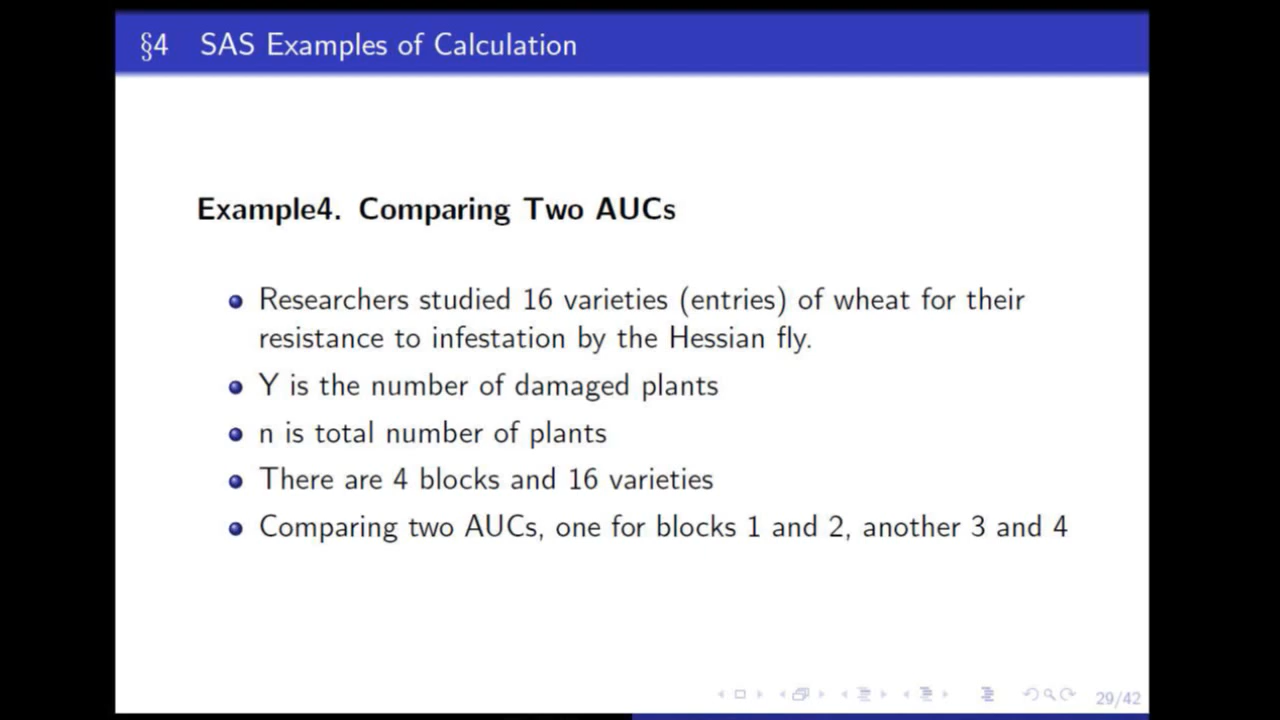 §4 SAS Examples of Calculation
Example4. Comparing Two AUCs
Researchers studied 16 varieties (entries) of wheat for their
resistance to infestation by the Hessian fly.
Y is the number of damaged plants
n is total number of plants
There are 4 blocks and 16 varieties
Comparing two AUCs, one for blocks 1 and 2, another 3 and 4
29/42